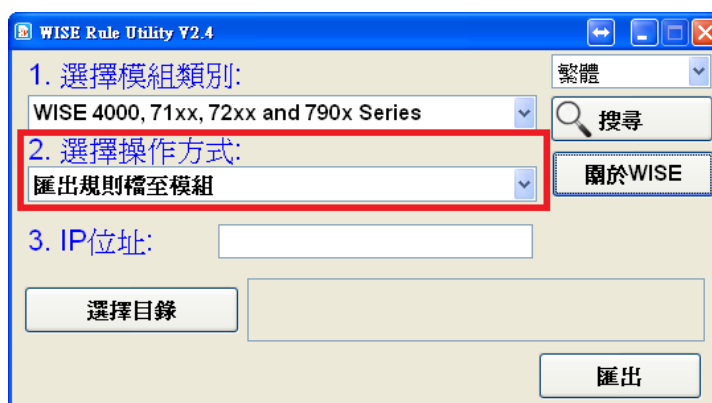 WISE Rule Utility V2.4
1. 選擇模組類別:
繁體
WISE 4000, 71xx, 72xx and 790x Series
搜尋
2. 選擇操作方式:
匯出規則檔至模組
關於WISE
3. IP位址:
選擇目錄
匯出